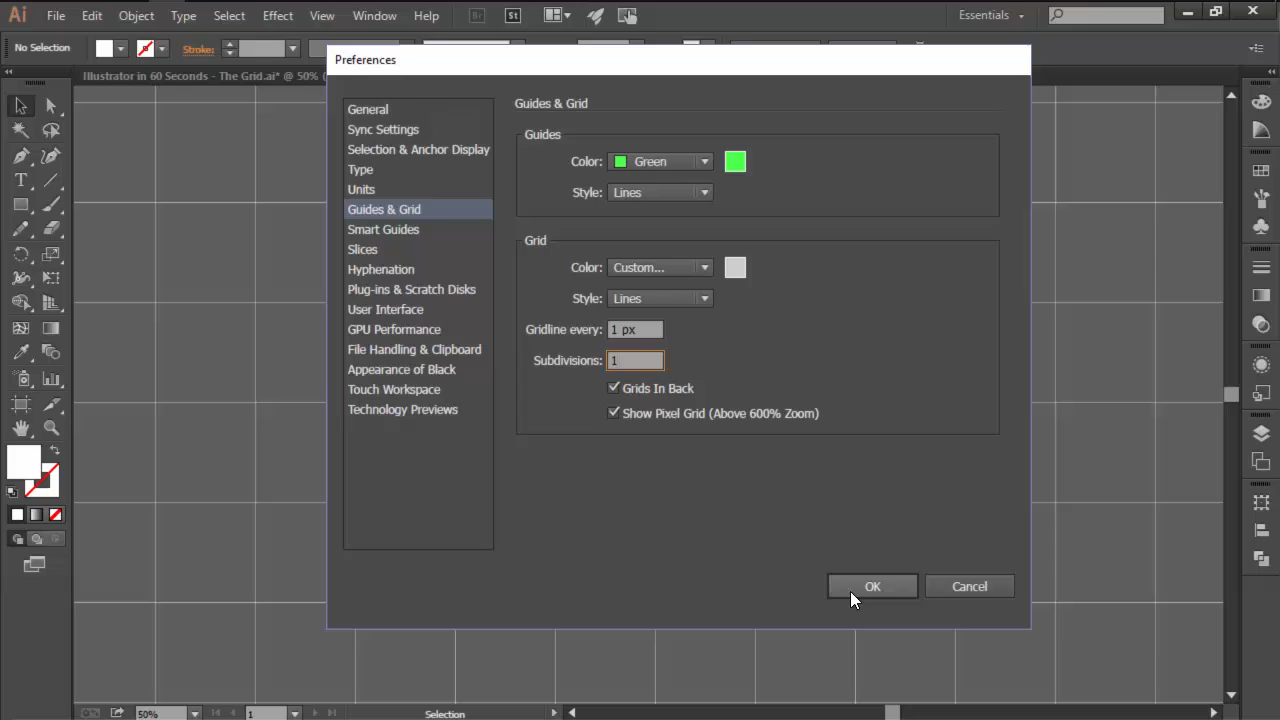 Ai File Edit Object Type Select Effect View Window Help Br St Essentials
No Selection Stroke:
Illustrator in 60 Seconds - The Grid.ai* @ 50% (
Preferences
General
Sync Settings
Selection & Anchor Display
Type
Units
Guides & Grid
Smart Guides
Slices
Hyphenation
Plug-ins & Scratch Disks
User Interface
GPU Performance
File Handling & Clipboard
Appearance of Black
Touch Workspace
Technology Previews
Guides & Grid
Guides
Color: Green
Style: Lines
Grid
Color: Custom...
Style: Lines
Gridline every: 1 px
Subdivisions: 1
Grids In Back
Show Pixel Grid (Above 600% Zoom)
OK Cancel
50% 1 Selection